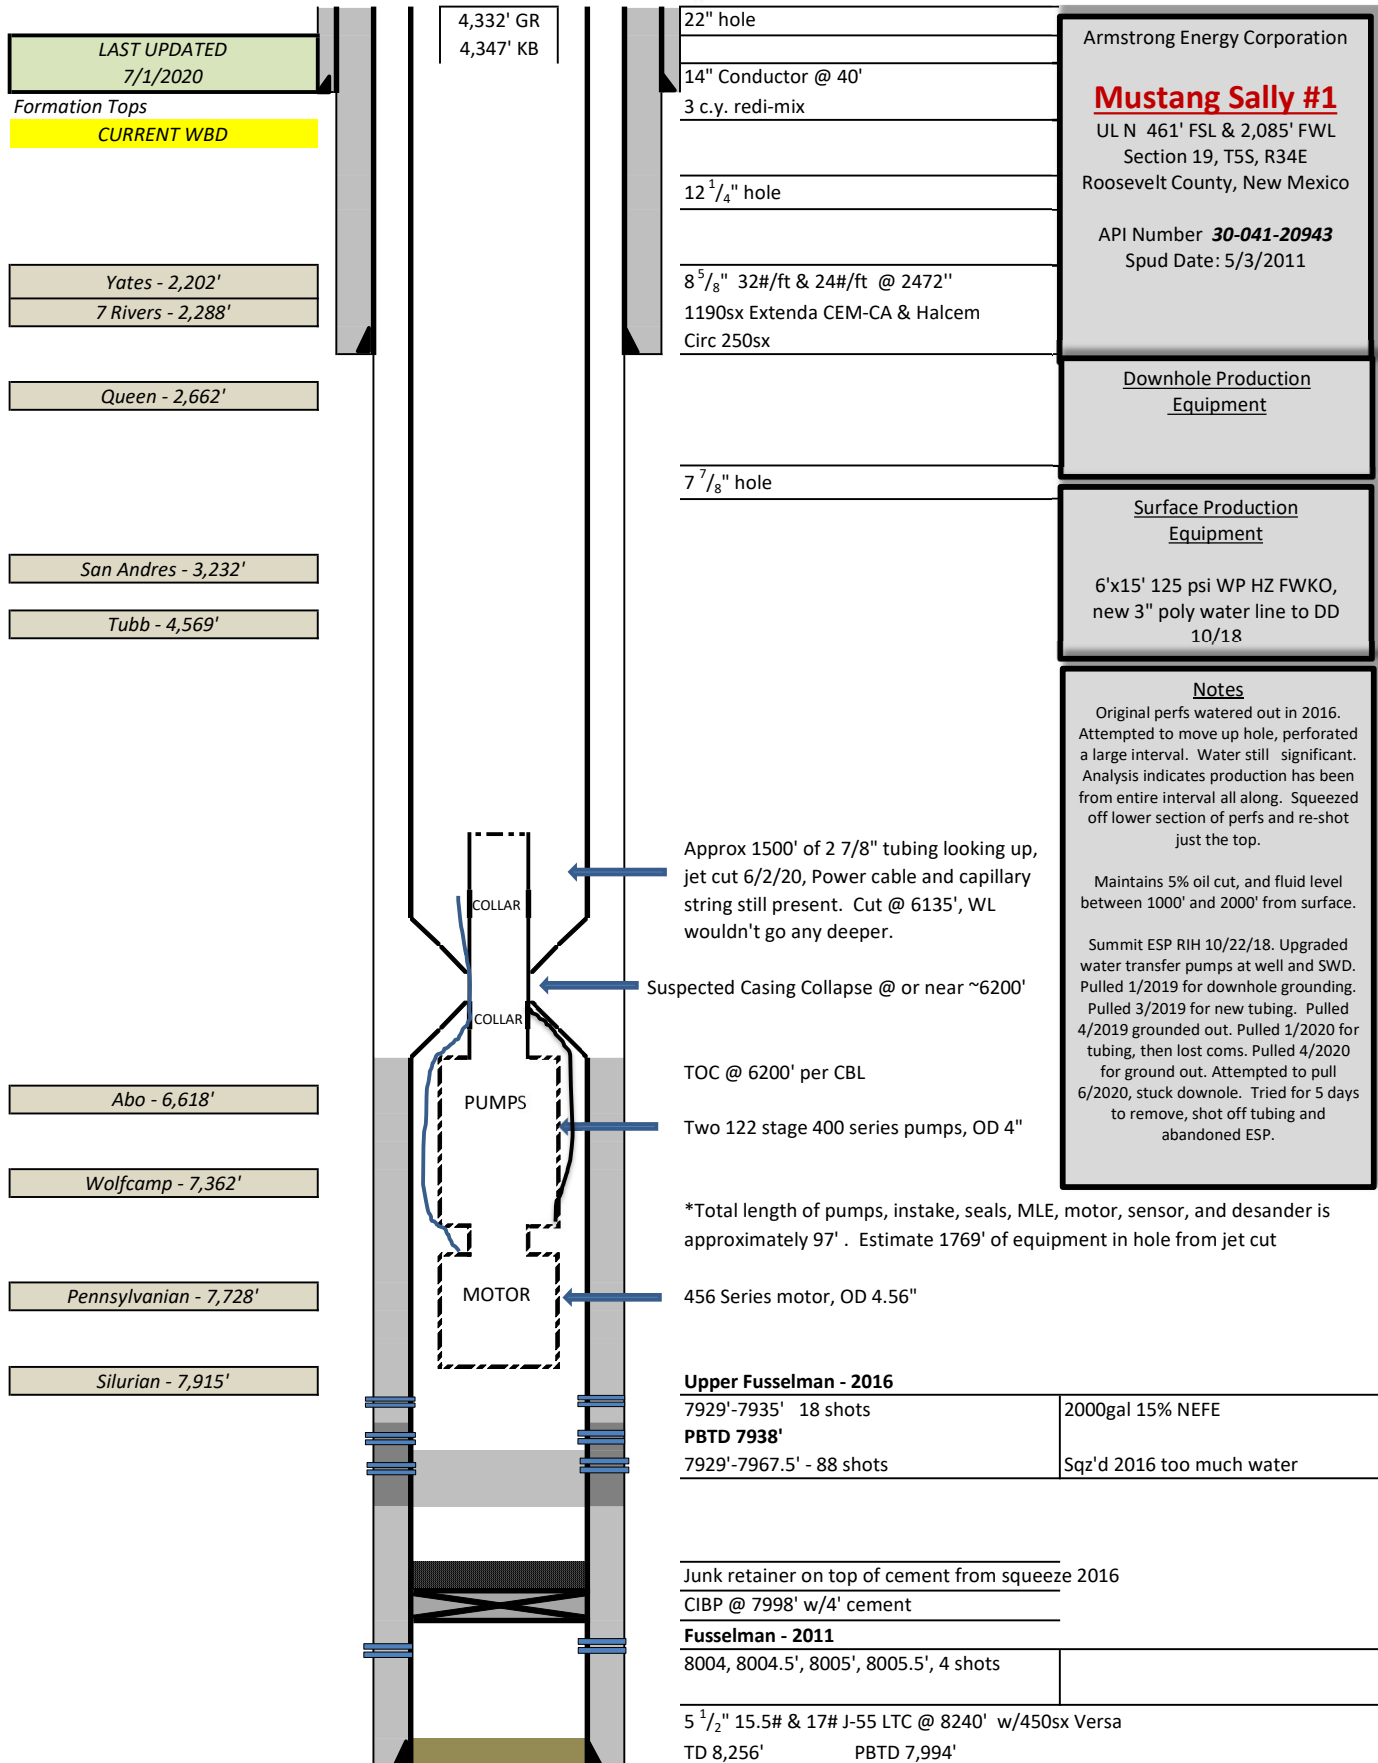 4,332' GR
4,347' KB
LAST UPDATED
7/1/2020
Formation Tops
CURRENT WBD
Yates - 2,202'
7 Rivers - 2,288'
Queen - 2,662'
San Andres - 3,232'
Tubb - 4,569'
Abo - 6,618'
Wolfcamp - 7,362'
Pennsylvanian - 7,728'
Silurian - 7,915'
COLLAR
COLLAR
PUMPS
MOTOR
22" hole
14" Conductor @ 40'
3 c.y. redi-mix
12 1/4" hole
8 5/8" 32#/ft & 24#/ft @ 2472''
1190sx Extenda CEM-CA & Halcem
Circ 250sx
7 7/8" hole
Approx 1500' of 2 7/8" tubing looking up,
jet cut 6/2/20, Power cable and capillary
string still present. Cut @ 6135', WL
wouldn't go any deeper.
Suspected Casing Collapse @ or near ~6200'
TOC @ 6200' per CBL
Two 122 stage 400 series pumps, OD 4"
*Total length of pumps, instake, seals, MLE, motor, sensor, and desander is
approximately 97' . Estimate 1769' of equipment in hole from jet cut
456 Series motor, OD 4.56"
Upper Fusselman - 2016
7929'-7935' 18 shots 2000gal 15% NEFE
PBTD 7938'
7929'-7967.5' - 88 shots Sqz'd 2016 too much water
Junk retainer on top of cement from squeeze 2016
CIBP @ 7998' w/4' cement
Fusselman - 2011
8004, 8004.5', 8005', 8005.5', 4 shots
5 1/2" 15.5# & 17# J-55 LTC @ 8240' w/450sx Versa
TD 8,256' PBTD 7,994'
Armstrong Energy Corporation
Mustang Sally #1
UL N 461' FSL & 2,085' FWL
Section 19, T5S, R34E
Roosevelt County, New Mexico
API Number 30-041-20943
Spud Date: 5/3/2011
Downhole Production
Equipment
Surface Production
Equipment
6'x15' 125 psi WP HZ FWKO,
new 3" poly water line to DD
10/18
Notes
Original perfs watered out in 2016.
Attempted to move up hole, perforated
a large interval. Water still significant.
Analysis indicates production has been
from entire interval all along. Squeezed
off lower section of perfs and re-shot
just the top.
Maintains 5% oil cut, and fluid level
between 1000' and 2000' from surface.
Summit ESP RIH 10/22/18. Upgraded
water transfer pumps at well and SWD.
Pulled 1/2019 for downhole grounding.
Pulled 3/2019 for new tubing. Pulled
4/2019 grounded out. Pulled 1/2020 for
tubing, then lost coms. Pulled 4/2020
for ground out. Attempted to pull
6/2020, stuck downole. Tried for 5 days
to remove, shot off tubing and
abandoned ESP.